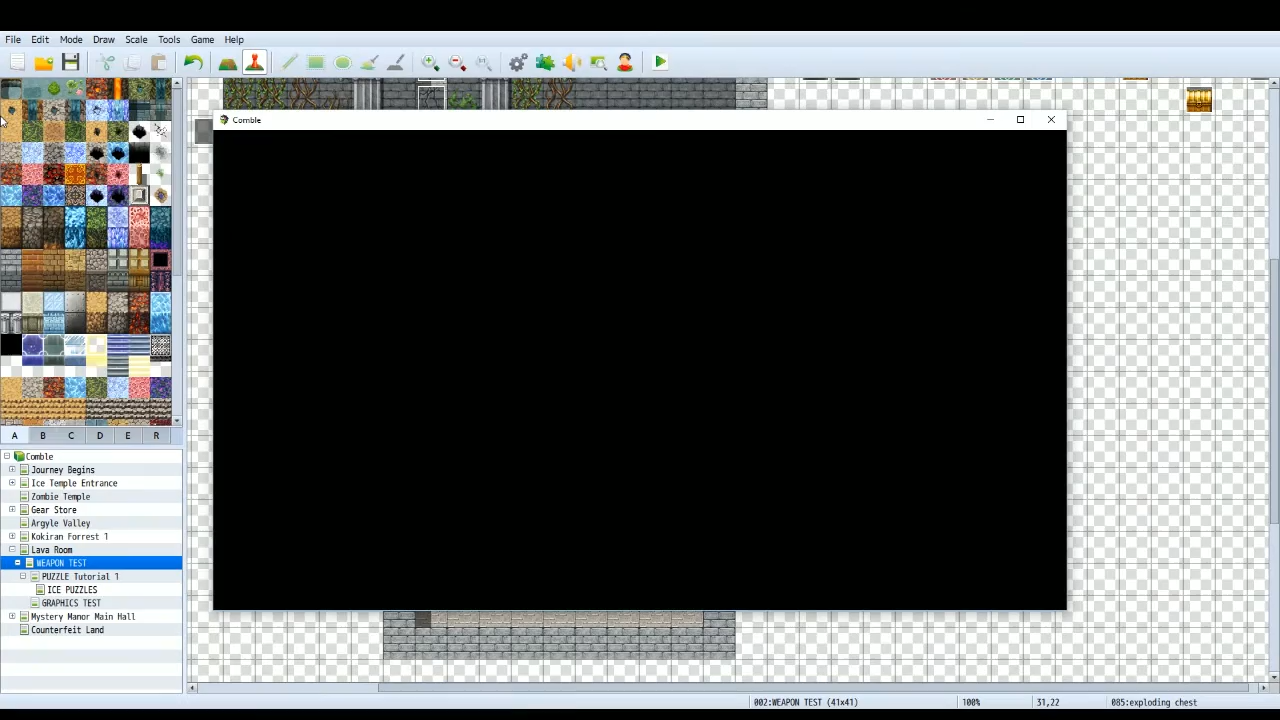 File Edit Mode Draw Scale Tools Game Help
Comble
A B C D E R
Comble
Journey Begins
Ice Temple Entrance
Zombie Temple
Gear Store
Argyle Valley
Kokiran Forrest 1
Lava Room
WEAPON TEST
PUZZLE Tutorial 1
ICE PUZZLES
GRAPHICS TEST
Mystery Manor Main Hall
Counterfeit Land
002:WEAPON TEST (41x41) 100% 31,22 085:exploding chest